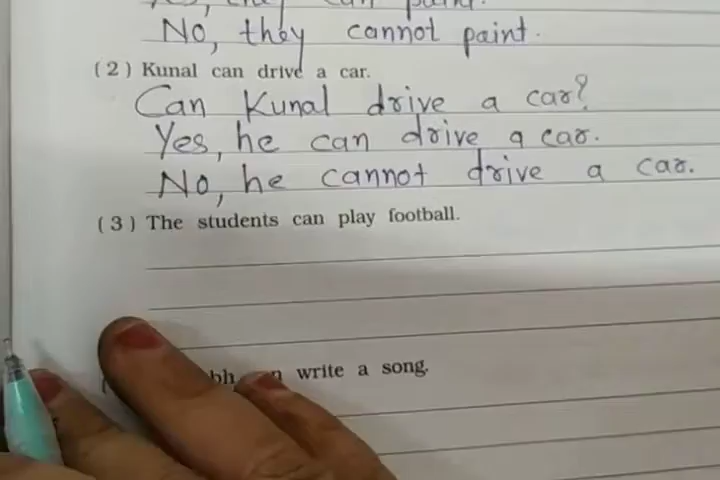 No, they cannot paint.
(2) Kunal can drive a car.
Can Kunal drive a car?
Yes, he can drive a car.
No, he cannot drive a car.
(3) The students can play football.
write a song.